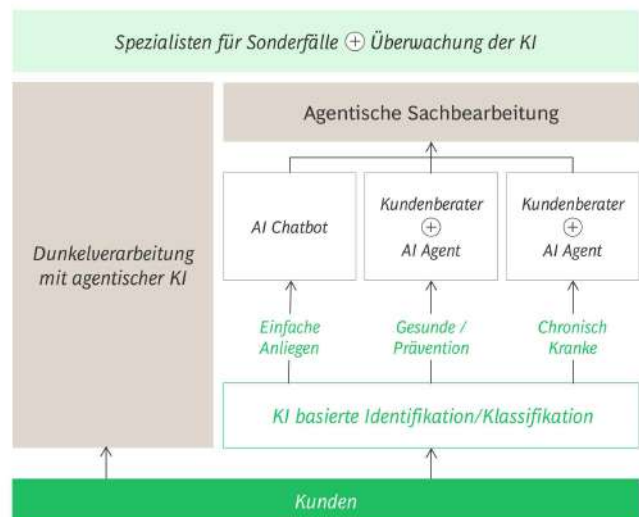 Spezialisten für Sonderfälle ⊕ Überwachung der KI
Agentische Sachbearbeitung
Dunkelverarbeitung
mit agentischer KI
AI Chatbot
Kundenberater
⊕
AI Agent
Kundenberater
⊕
AI Agent
Einfache
Anliegen
Gesunde /
Prävention
Chronisch
Kranke
KI basierte Identifikation/Klassifikation
Kunden